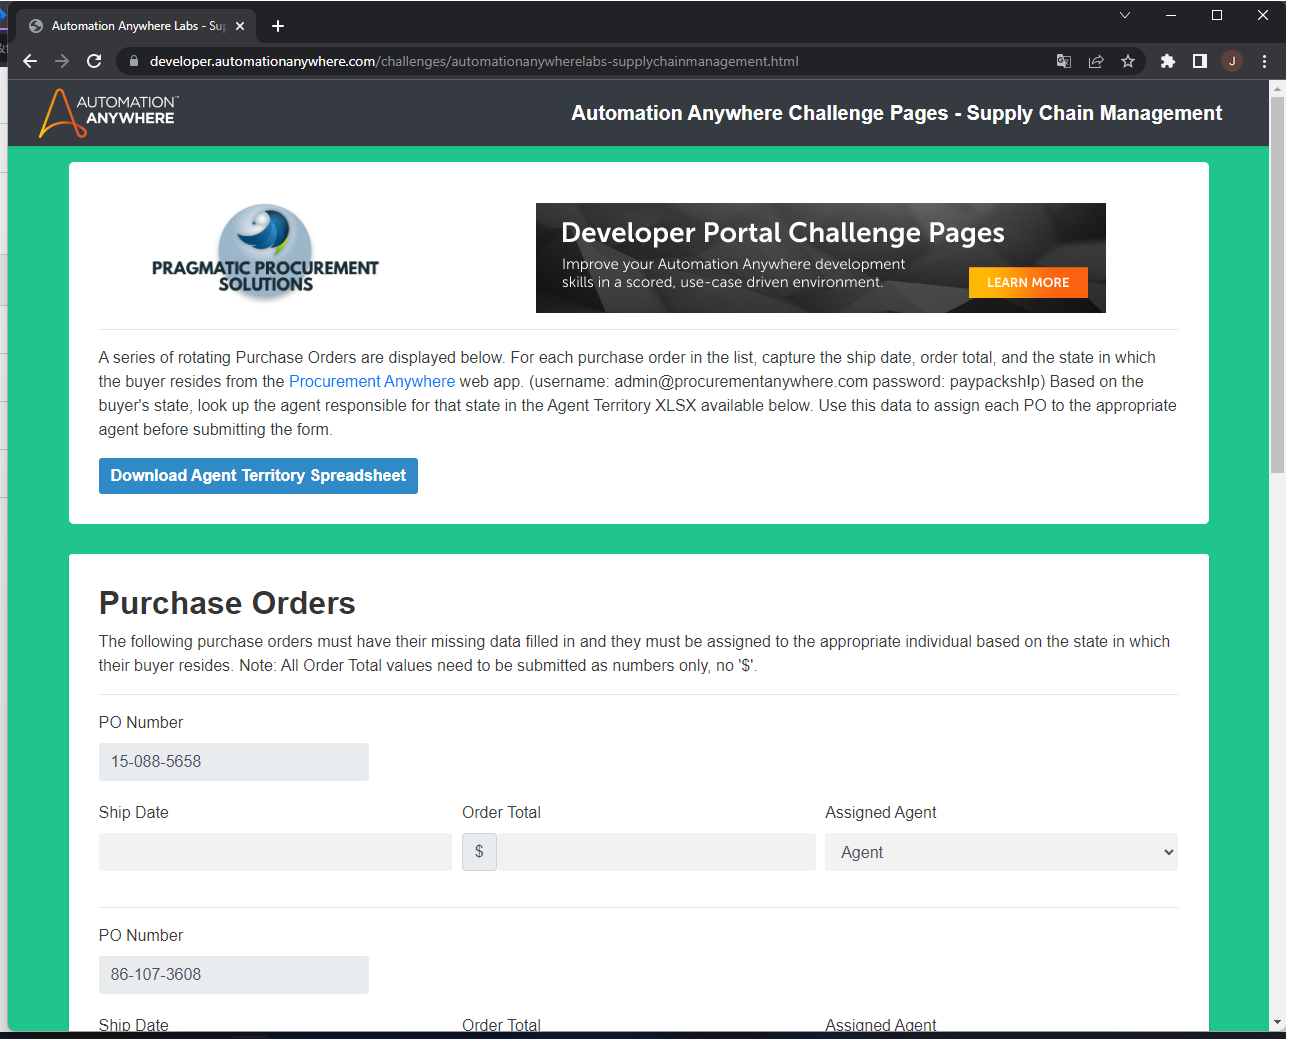 Automation Anywhere Labs - Sup
developer.automationanywhere.com/challenges/automationanywherelabs-supplychainmanagement.html
J
AUTOMATION™
ANYWHERE
Automation Anywhere Challenge Pages - Supply Chain Management
PRAGMATIC PROCUREMENT
SOLUTIONS
Developer Portal Challenge Pages
Improve your Automation Anywhere development
skills in a scored, use-case driven environment.
LEARN MORE
A series of rotating Purchase Orders are displayed below. For each purchase order in the list, capture the ship date, order total, and the state in which
the buyer resides from the Procurement Anywhere web app. (username: admin@procurementanywhere.com password: paypacksh!p) Based on the
buyer's state, look up the agent responsible for that state in the Agent Territory XLSX available below. Use this data to assign each PO to the appropriate
agent before submitting the form.
Download Agent Territory Spreadsheet
Purchase Orders
The following purchase orders must have their missing data filled in and they must be assigned to the appropriate individual based on the state in which
their buyer resides. Note: All Order Total values need to be submitted as numbers only, no '$'.
PO Number
15-088-5658
Ship Date Order Total Assigned Agent
$ Agent
PO Number
86-107-3608
Ship Date Order Total Assigned Agent